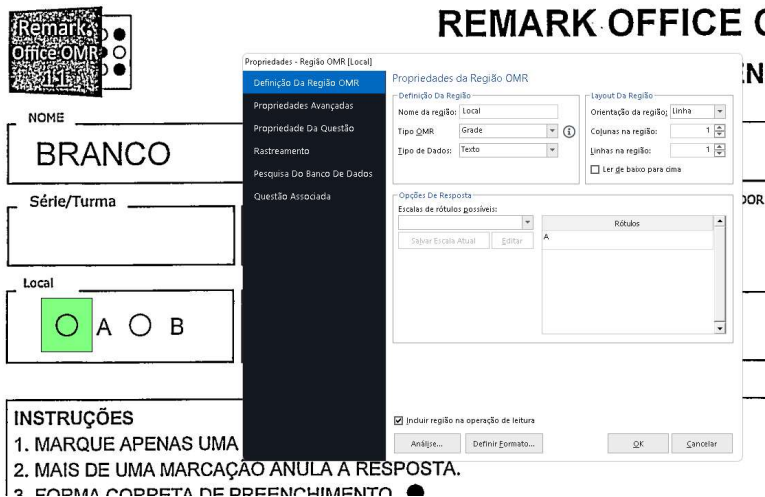 Remark
Office OMR
11
REMARK OFFICE
NOME
BRANCO
Série/Turma
Local
A B
INSTRUÇÕES
1. MARQUE APENAS UMA
2. MAIS DE UMA MARCAÇÃO ANULA A RESPOSTA.
3. FORMA CORRETA DE PREENCHIMENTO
Propriedades - Região OMR [Local]
Definição Da Região OMR
Propriedades Avançadas
Propriedade Da Questão
Rastreamento
Pesquisa Do Banco De Dados
Questão Associada
Propriedades da Região OMR
Definição Da Região
Nome da região: Local
Tipo OMR Grade
Tipo de Dados: Texto
Layout Da Região
Orientação da região: Linha
Colunas na região: 1
Linhas na região: 1
Ler de baixo para cima
Opções De Resposta
Escalas de rótulos possíveis:
Salvar Escala Atual Editar
Rótulos
A
Incluir região na operação de leitura
Análise... Definir Formato... OK Cancelar